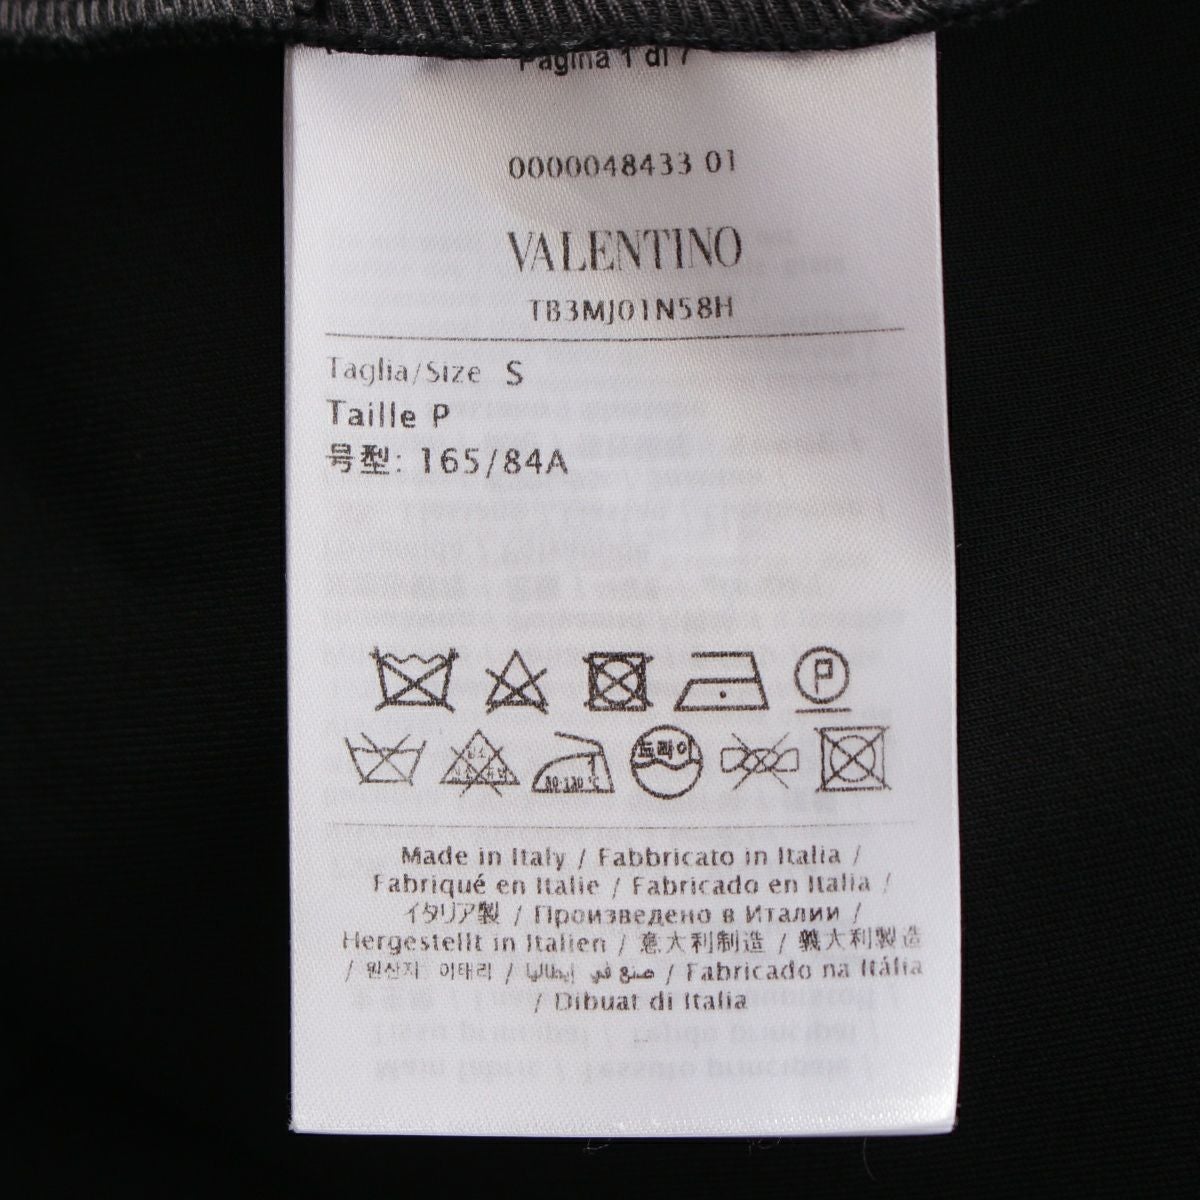 Pagina 1 di 7
0000048433 01
VALENTINO
TB3MJ01N58H
Taglia/Size S
Taille P
号型: 165/84A
P
드라이
80-120 °C
Made in Italy / Fabbricato in Italia /
Fabriqué en Italie / Fabricado en Italia /
イタリア製 / Произведено в Италии /
Hergestellt in Italien / 意大利制造 / 義大利製造
/ 원산지 이태리 / صنع في إيطاليا / Fabricado na Itália
/ Dibuat di Italia